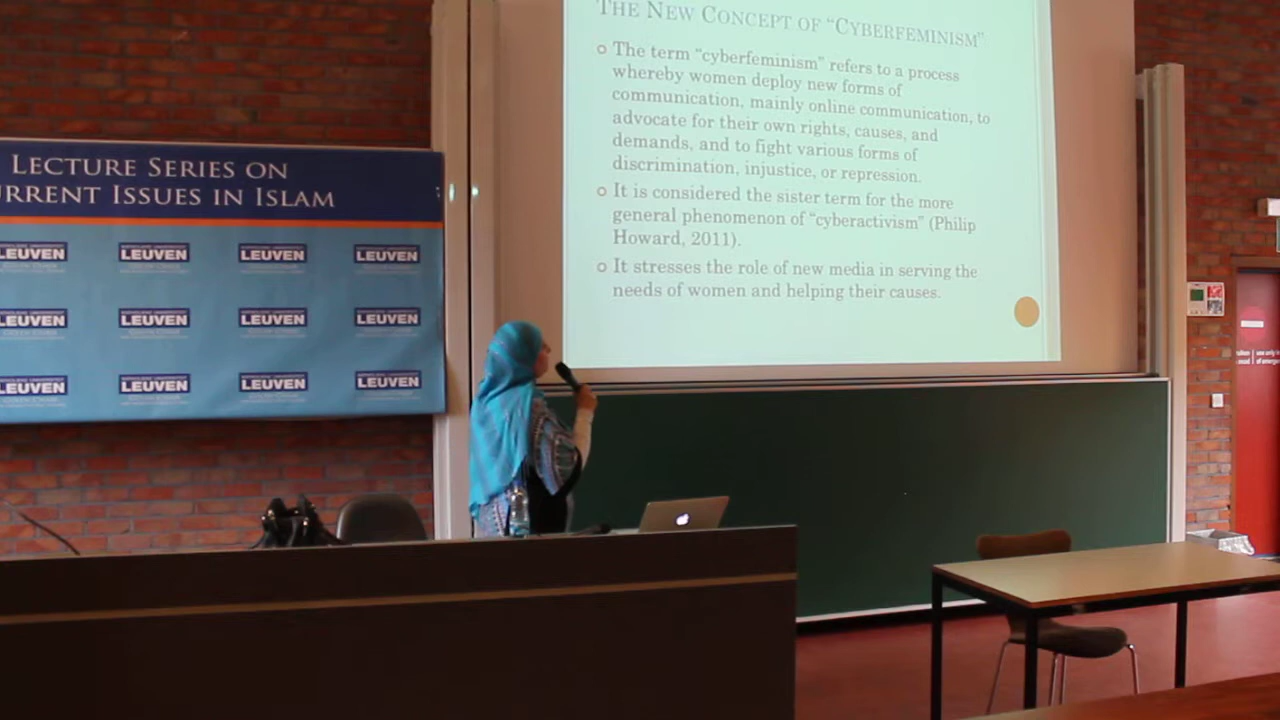 THE NEW CONCEPT OF "CYBERFEMINISM"
The term "cyberfeminism" refers to a process
whereby women deploy new forms of
communication, mainly online communication, to
advocate for their own rights, causes, and
demands, and to fight various forms of
discrimination, injustice, or repression.
It is considered the sister term for the more
general phenomenon of "cyberactivism" (Philip
Howard, 2011).
It stresses the role of new media in serving the
needs of women and helping their causes.
LECTURE SERIES ON
URRENT ISSUES IN ISLAM
LEUVEN LEUVEN LEUVEN LEUVEN
LEUVEN LEUVEN LEUVEN LEUVEN
LEUVEN LEUVEN LEUVEN LEUVEN